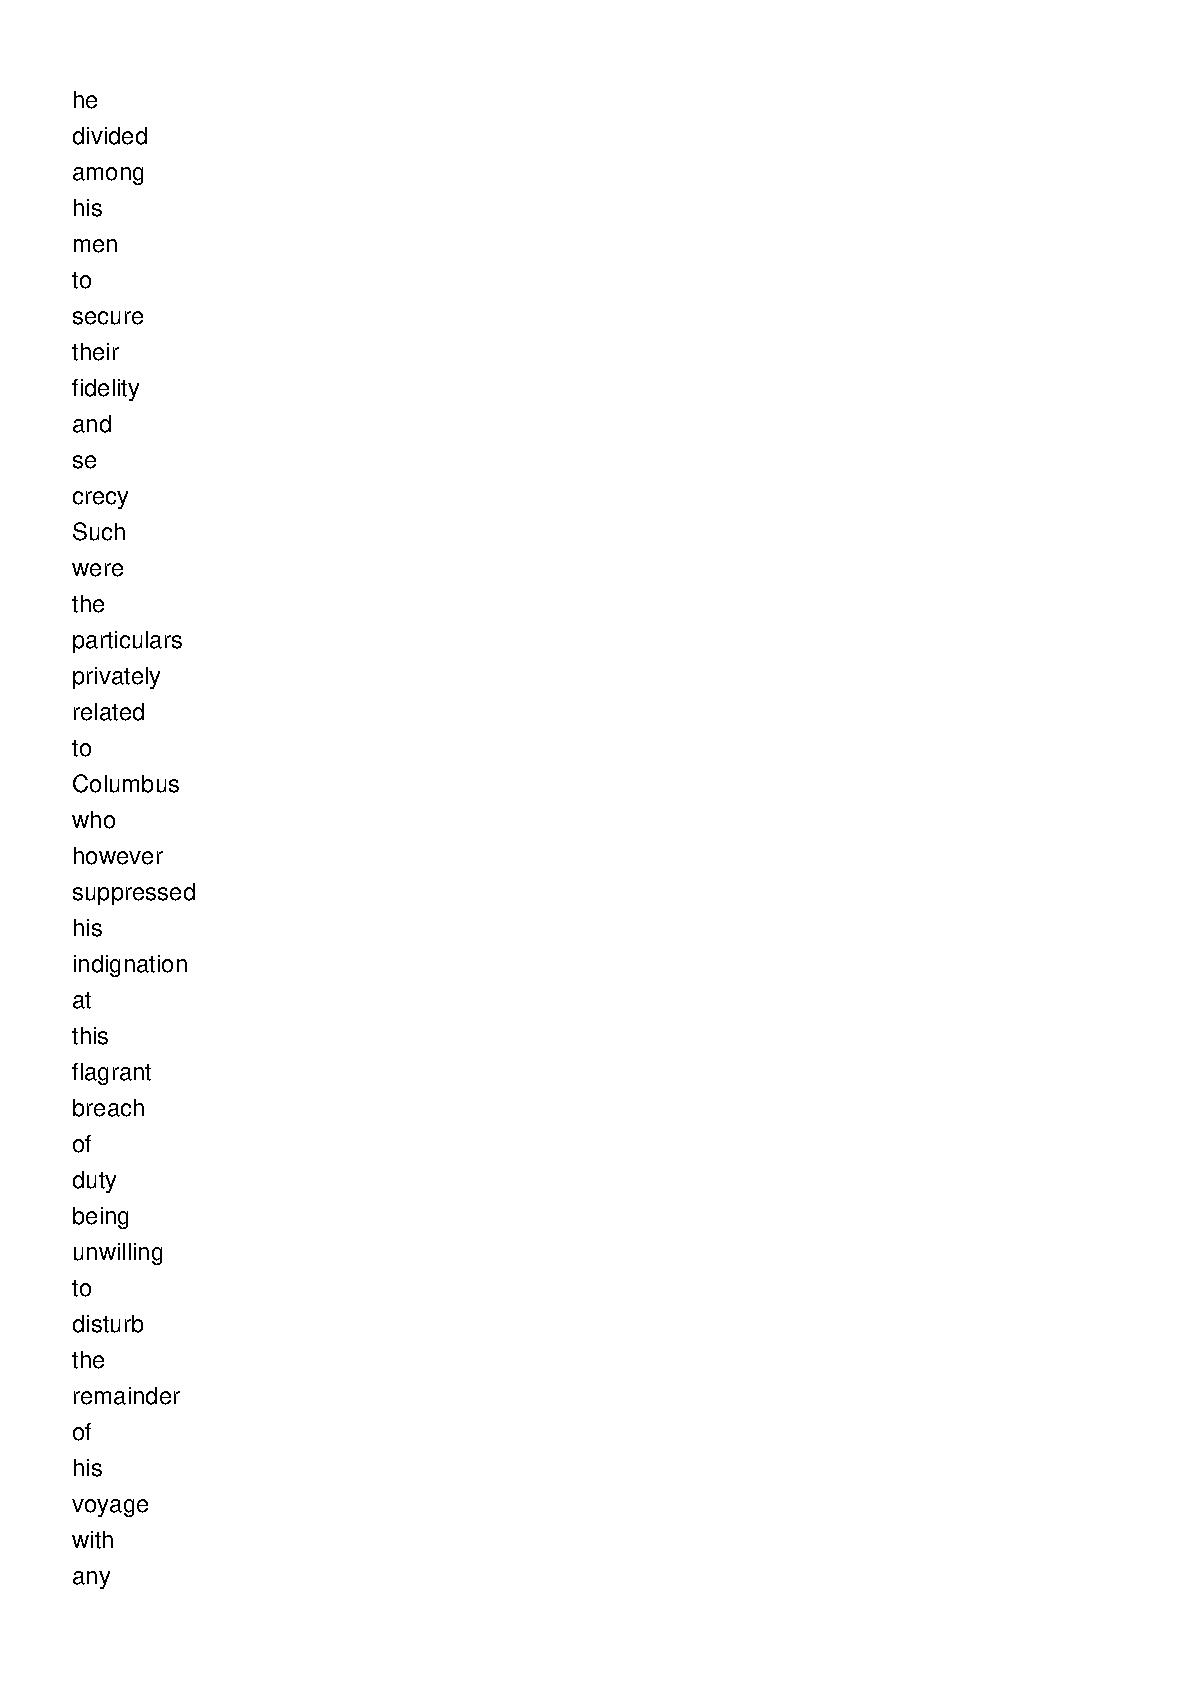 he
divided
among
his
men
to
secure
their
fidelity
and
se
crecy
Such
were
the
particulars
privately
related
to
Columbus
who
however
suppressed
his
indignation
at
this
flagrant
breach
of
duty
being
unwilling
to
disturb
the
remainder
of
his
voyage
with
any